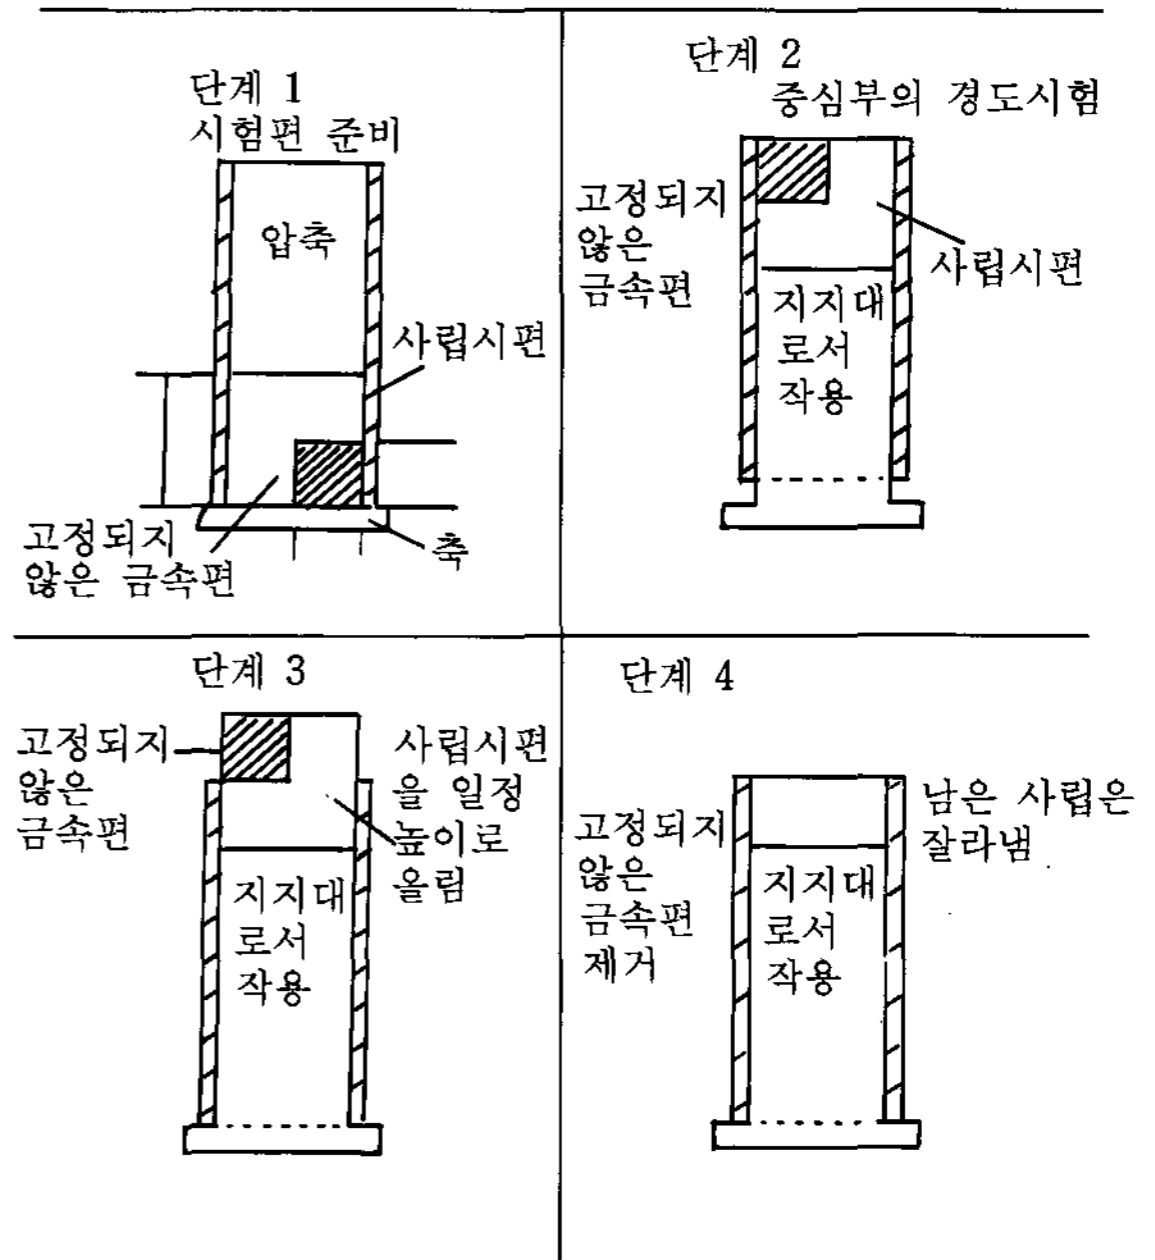 단계 1
시험편 준비
압축
사립시편
고정되지
않은 금속편
축
단계 2
중심부의 경도시험
고정되지
않은
금속편
사립시편
지지대
로서
작용
단계 3
고정되지
않은
금속편
사립시편
을 일정
높이로
올림
지지대
로서
작용
단계 4
고정되지
않은
금속편
제거
남은 사립은
잘라냄
지지대
로서
작용